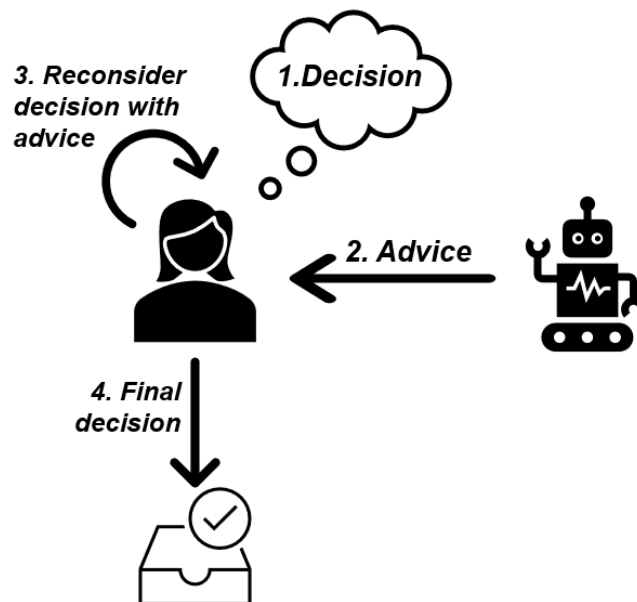 1.Decision
2. Advice
3. Reconsider
decision with
advice
4. Final
decision